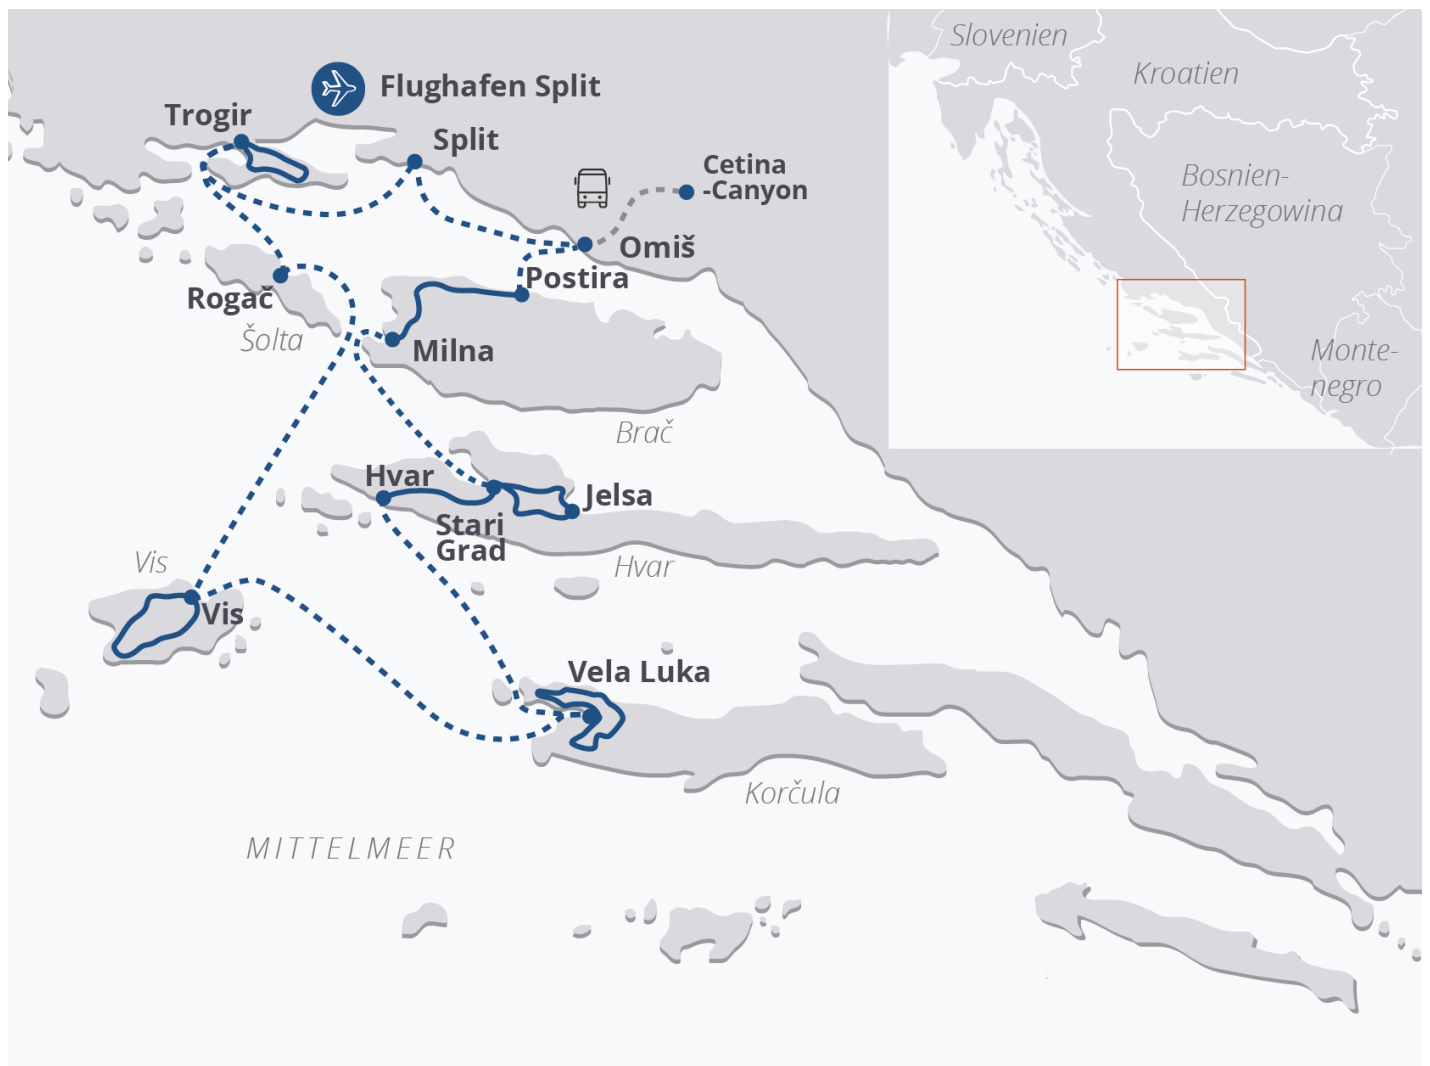 Slovenien
Kroatien
Flughafen Split
Trogir
Split
Cetina
-Canyon
Bosnien-
Herzegowina
Omiš
Postira
Rogač
Šolta
Milna
Monte-
negro
Brač
Hvar
Jelsa
Stari
Grad
Hvar
Vis
Vis
Vela Luka
Korčula
MITTELMEER